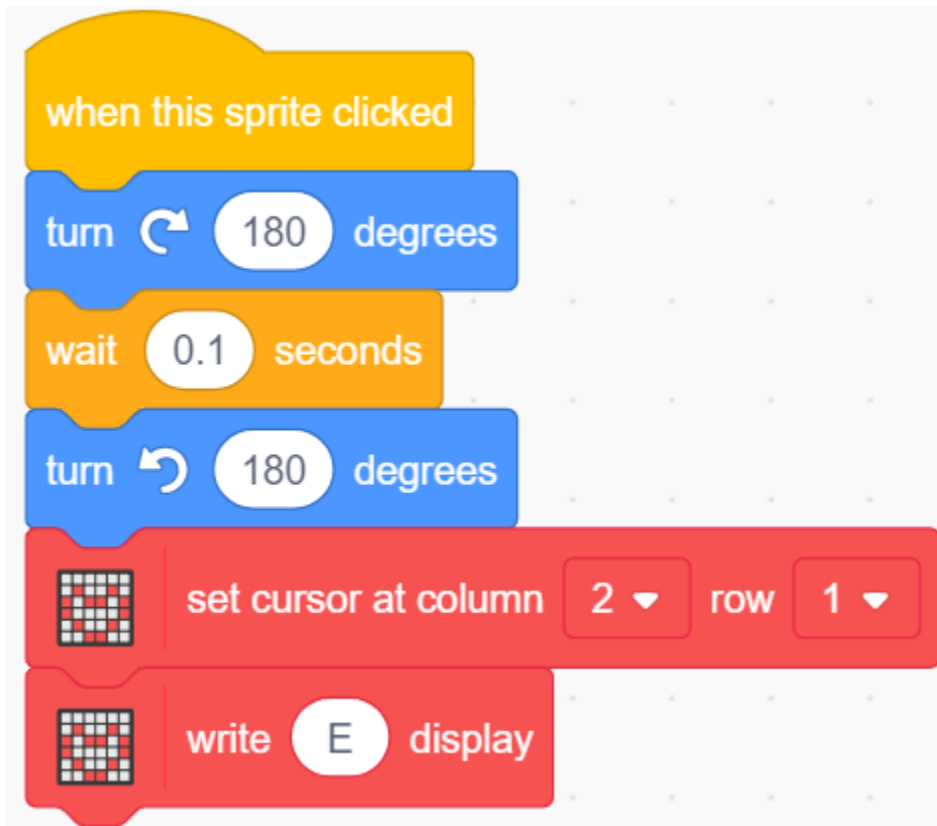 when this sprite clicked
turn 180 degrees
wait 0.1 seconds
turn 180 degrees
set cursor at column 2 row 1
write E display